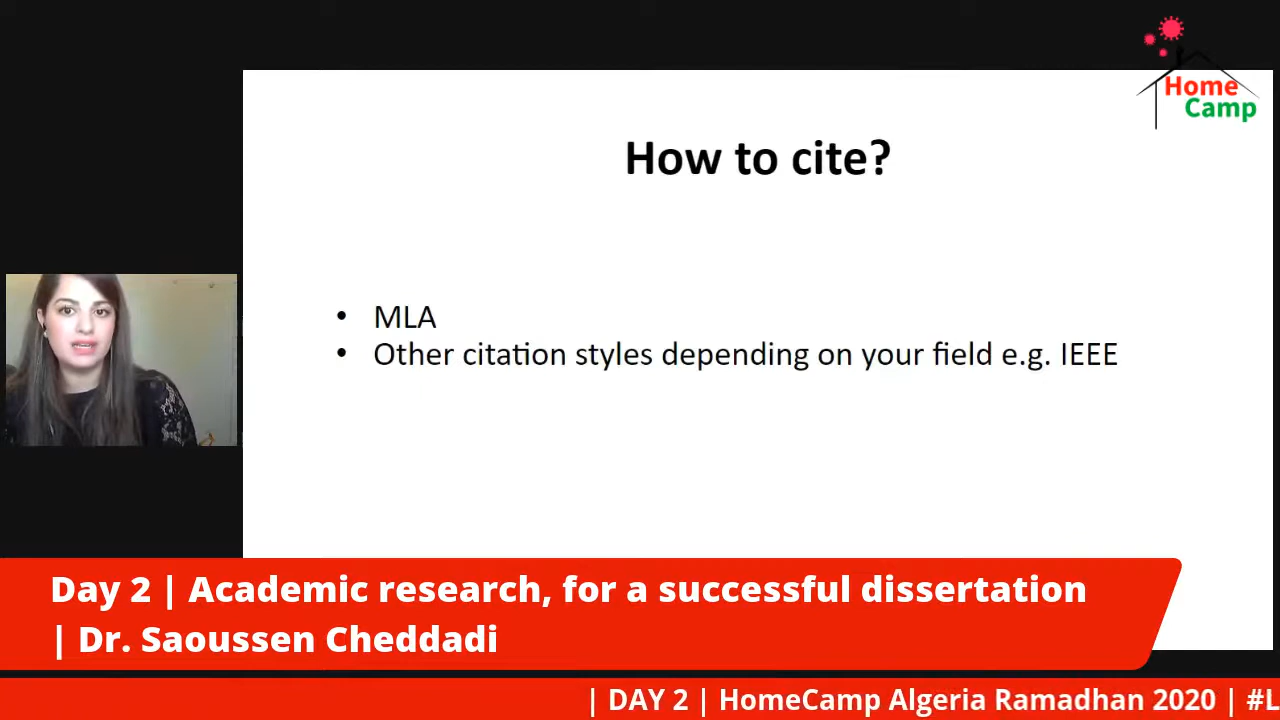 Home
Camp
How to cite?
• MLA
• Other citation styles depending on your field e.g. IEEE
Day 2 | Academic research, for a successful dissertation
| Dr. Saoussen Cheddadi
| DAY 2 | HomeCamp Algeria Ramadhan 2020 | #L